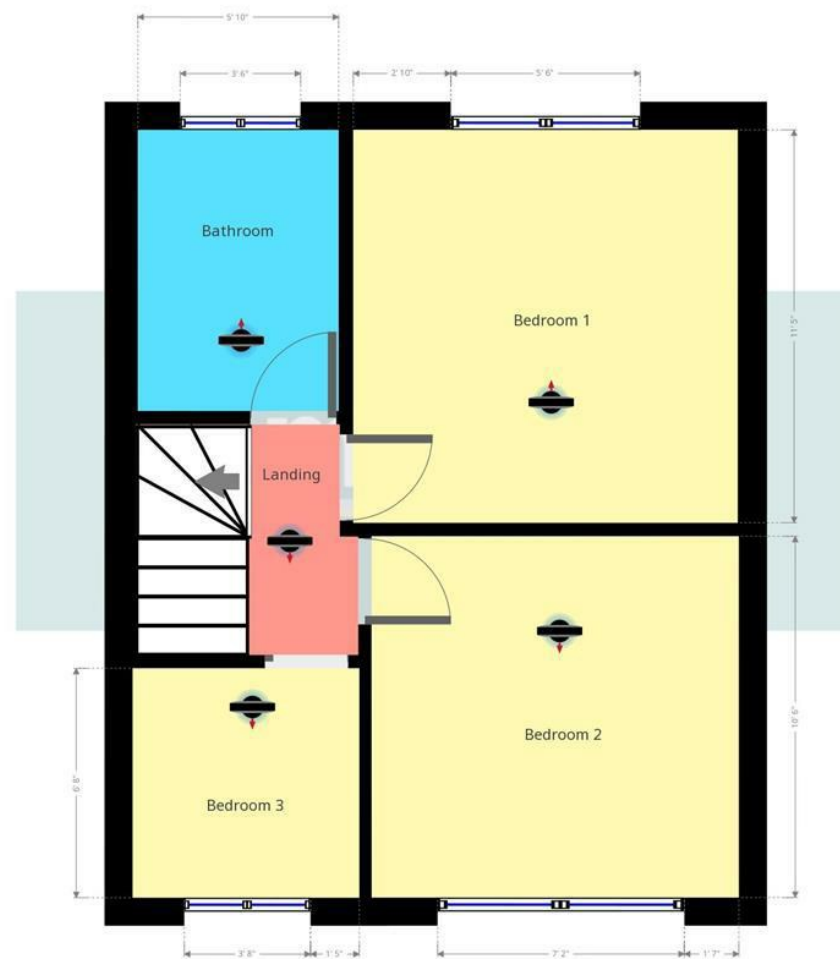 5' 10"
3' 6"
2' 10"
5' 6"
Bathroom
Bedroom 1
11' 5"
Landing
Bedroom 2
10' 6"
6' 8"
Bedroom 3
3' 8"
1' 5"
7' 2"
1' 7"